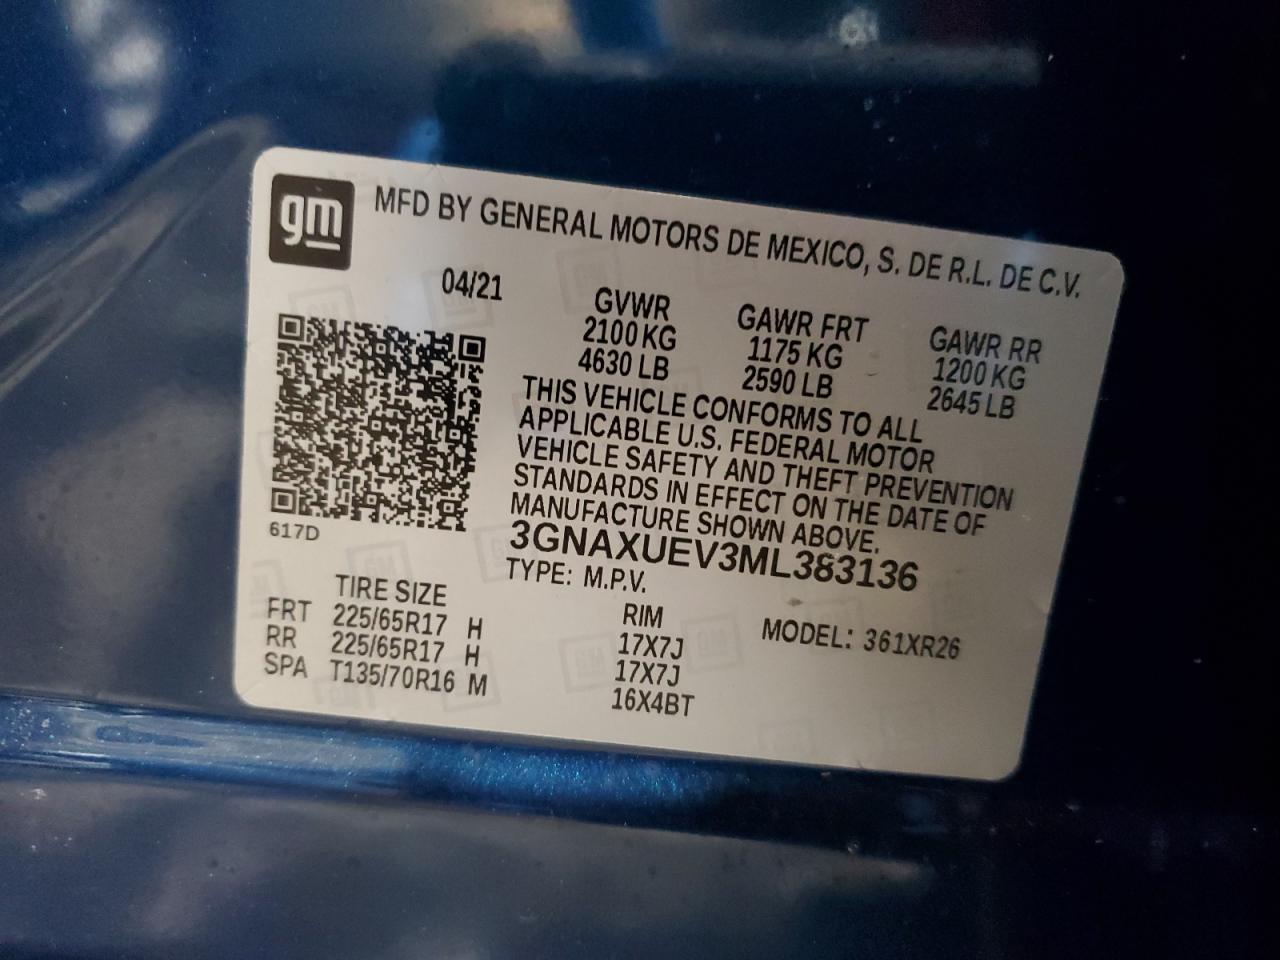 gm
MFD BY GENERAL MOTORS DE MEXICO, S. DE R.L. DE C.V.
04/21
GVWR GAWR FRT GAWR RR
2100 KG 1175 KG 1200 KG
4630 LB 2590 LB 2645 LB
THIS VEHICLE CONFORMS TO ALL
APPLICABLE U.S. FEDERAL MOTOR
VEHICLE SAFETY AND THEFT PREVENTION
STANDARDS IN EFFECT ON THE DATE OF
MANUFACTURE SHOWN ABOVE.
617D
3GNAXUEV3ML383136
TYPE: M.P.V.
TIRE SIZE RIM MODEL: 361XR26
FRT 225/65R17 H 17X7J
RR 225/65R17 H 17X7J
SPA T135/70R16 M 16X4BT